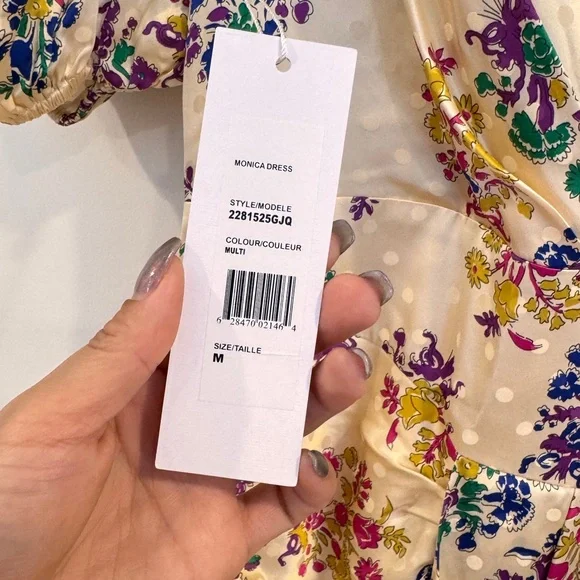 MONICA DRESS
STYLE/MODELE
2281525GJQ
COLOUR/COULEUR
MULTI
6 28470 02146 4
SIZE/TAILLE
M